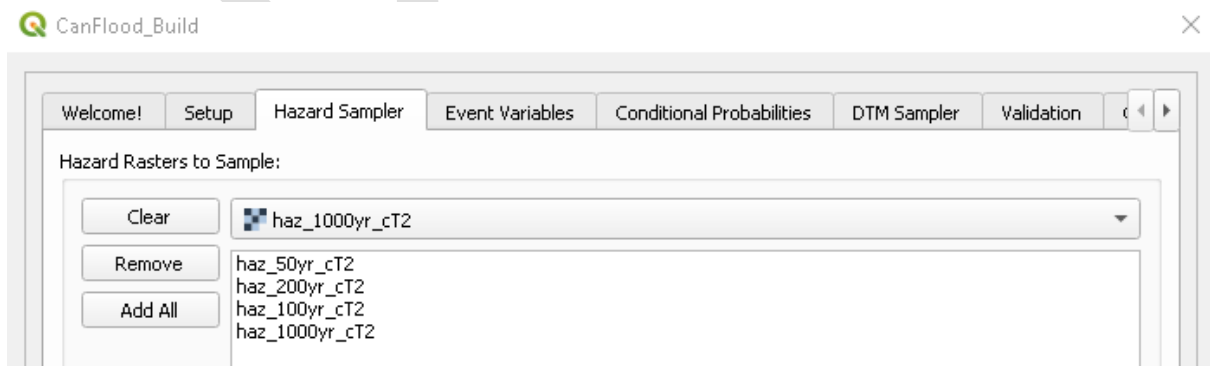 CanFlood_Build
Welcome! Setup Hazard Sampler Event Variables Conditional Probabilities DTM Sampler Validation
Hazard Rasters to Sample:
Clear haz_1000yr_cT2
Remove haz_50yr_cT2
haz_200yr_cT2
Add All haz_100yr_cT2
haz_1000yr_cT2